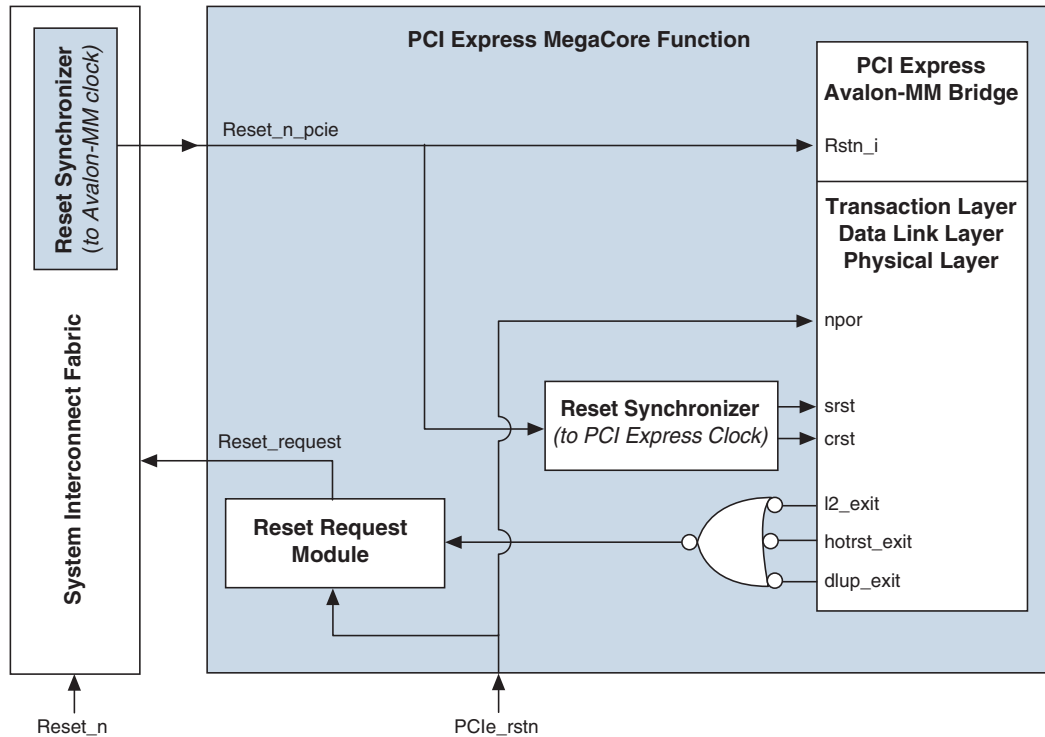 Reset Synchronizer
(to Avalon-MM clock)
System Interconnect Fabric
Reset_n
PCI Express MegaCore Function
Reset_n_pcie
PCI Express
Avalon-MM Bridge
Rstn_i
Transaction Layer
Data Link Layer
Physical Layer
npor
Reset Synchronizer
(to PCI Express Clock)
srst
crst
Reset_request
Reset Request
Module
l2_exit
hotrst_exit
dlup_exit
PCIe_rstn